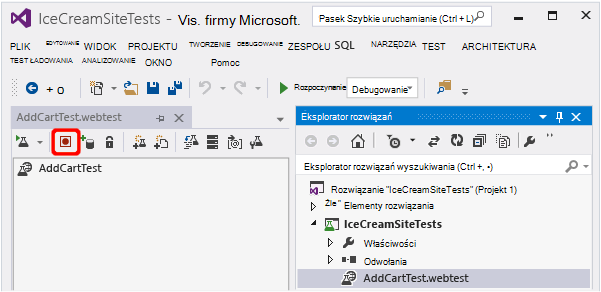 IceCreamSiteTests - Vis. firmy Microsoft.
Pasek Szybkie uruchamianie (Ctrl + L)
PLIK EDYTOWANIE WIDOK PROJEKTU TWORZENIE DEBUGOWANIE ZESPOŁU SQL NARZĘDZIA TEST ARCHITEKTURA
TEST ŁADOWANIA ANALIZOWANIE OKNO Pomoc
+ o Rozpoczynanie Debugowanie
AddCartTest.webtest
AddCartTest
Eksplorator rozwiązań
Eksplorator rozwiązań wyszukiwania (Ctrl +, •)
Rozwiązanie "IceCreamSiteTests" (Projekt 1)
Źle " Elementy rozwiązania
IceCreamSiteTests
Właściwości
Odwołania
AddCartTest.webtest